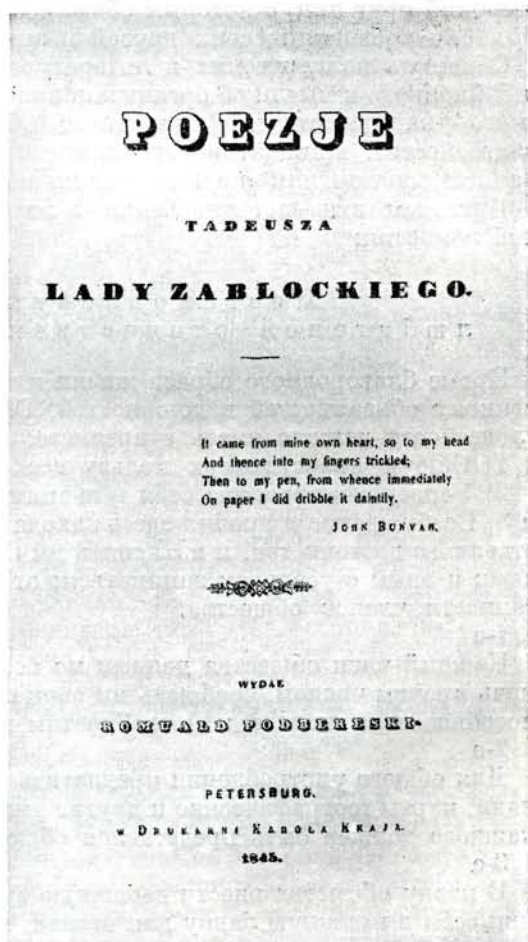 POEZJE
TADEUSZA
ŁADY ZABŁOCKIEGO.
It came from mine own heart, so to my head
And thence into my fingers trickled;
Then to my pen, from whence immediately
On paper I did dribble it daintily.
JOHN BUNYAN.
WYDAŁ
ROMUALD PODBERESKI.
PETERSBURG.
W DRUKARNI KAROLA KRAJA.
1845.